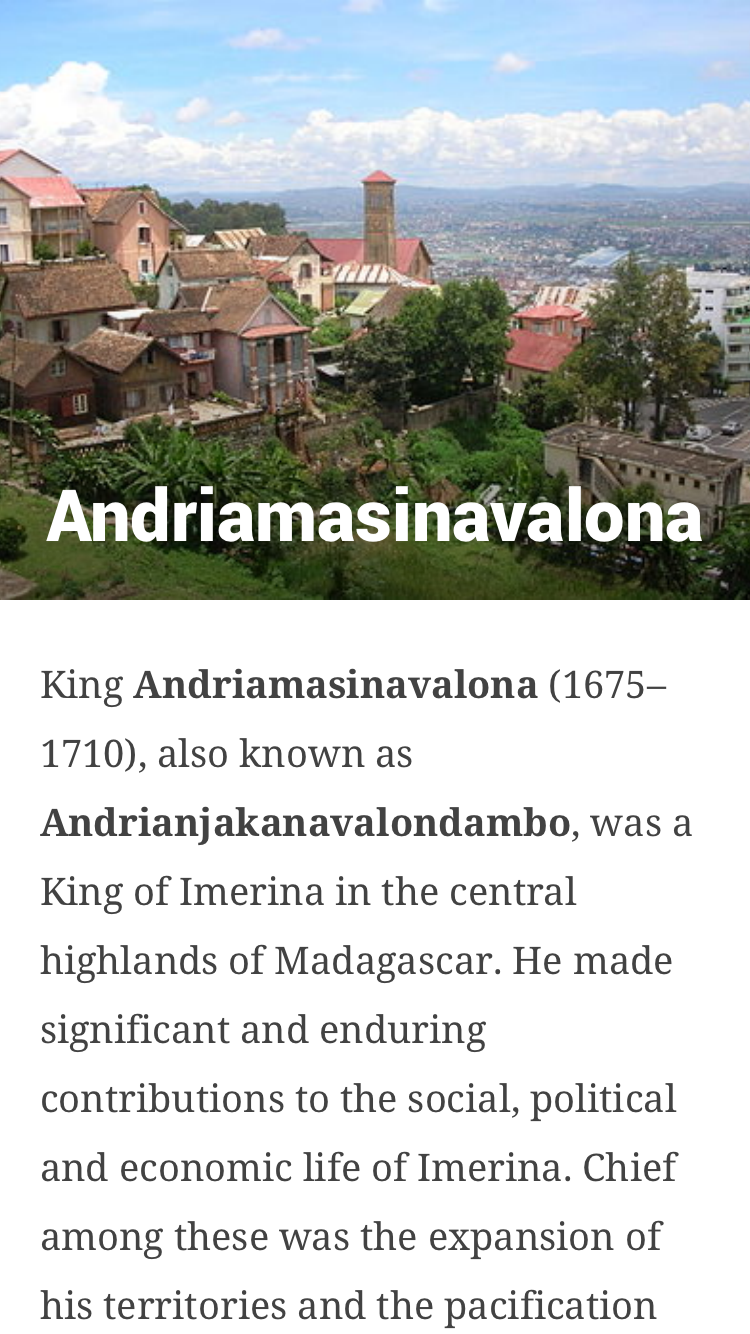 Andriamasinavalona
King Andriamasinavalona (1675–
1710), also known as
Andrianjakanavalondambo, was a
King of Imerina in the central
highlands of Madagascar. He made
significant and enduring
contributions to the social, political
and economic life of Imerina. Chief
among these was the expansion of
his territories and the pacification